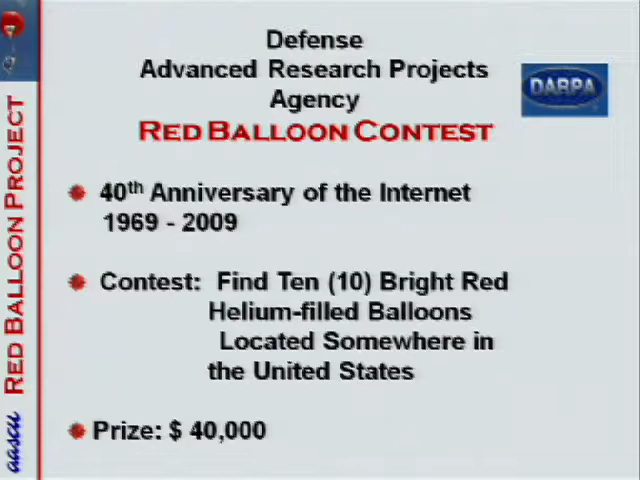 Defense
Advanced Research Projects
Agency
RED BALLOON CONTEST
DARPA
40th Anniversary of the Internet
1969 - 2009
Contest: Find Ten (10) Bright Red
Helium-filled Balloons
Located Somewhere in
the United States
Prize: $ 40,000
aascu RED BALLOON PROJECT